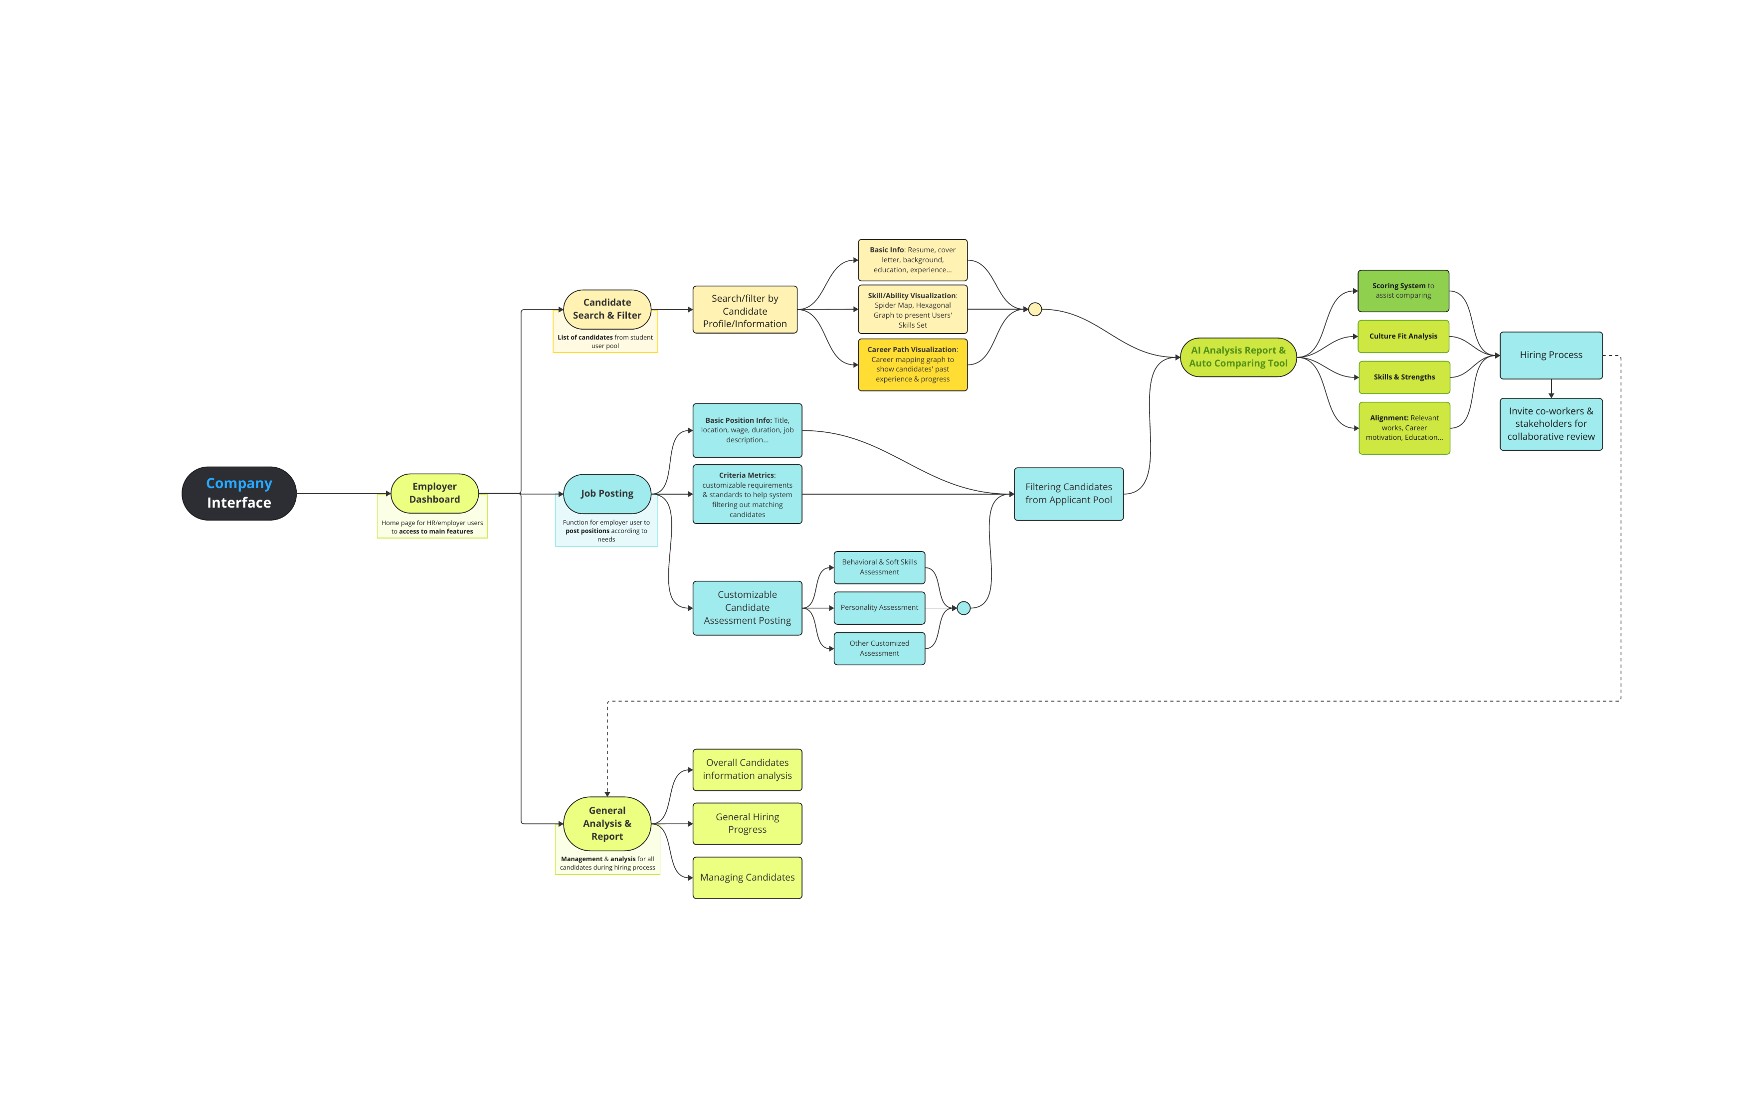 Company
Interface
Employer
Dashboard
Home page for HR/employer users
to access to main features
Candidate
Search & Filter
List of candidates from student
user pool
Search/filter by
Candidate
Profile/Information
Basic Info: Resume, cover
letter, background,
education, experience...
Skill/Ability Visualization:
Spider Map, Hexagonal
Graph to present Users'
Skills Set
Career Path Visualization:
Career mapping graph to
show candidates' past
experience & progress
Job Posting
Function for employer user to
post positions according to
needs
Basic Position Info: Title,
location, wage, duration, job
description...
Criteria Metrics:
customizable requirements
& standards to help system
filtering out matching
candidates
Customizable
Candidate
Assessment Posting
Behavioral & Soft Skills
Assessment
Personality Assessment
Other Customized
Assessment
Filtering Candidates
from Applicant Pool
AI Analysis Report &
Auto Comparing Tool
Scoring System to
assist comparing
Culture Fit Analysis
Skills & Strengths
Alignment: Relevant
works, Career
motivation, Education...
Hiring Process
Invite co-workers &
stakeholders for
collaborative review
General
Analysis &
Report
Management & analysis for all
candidates during hiring process
Overall Candidates
information analysis
General Hiring
Progress
Managing Candidates